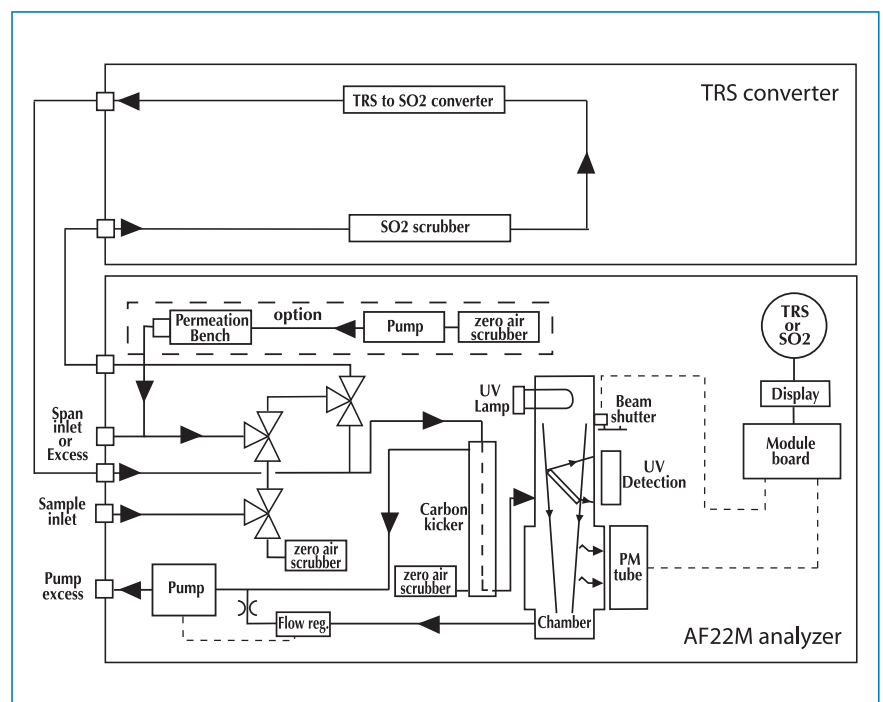 TRS converter
TRS to SO2 converter
SO2 scrubber
option
Permeation
Bench
Pump
zero air
scrubber
TRS
or
SO2
Display
Module
board
UV
Lamp
Beam
shutter
UV
Detection
Span
inlet
or
Excess
Sample
inlet
Carbon
kicker
zero air
scrubber
zero air
scrubber
PM
tube
Pump
excess
Pump
Flow reg.
Chamber
AF22M analyzer